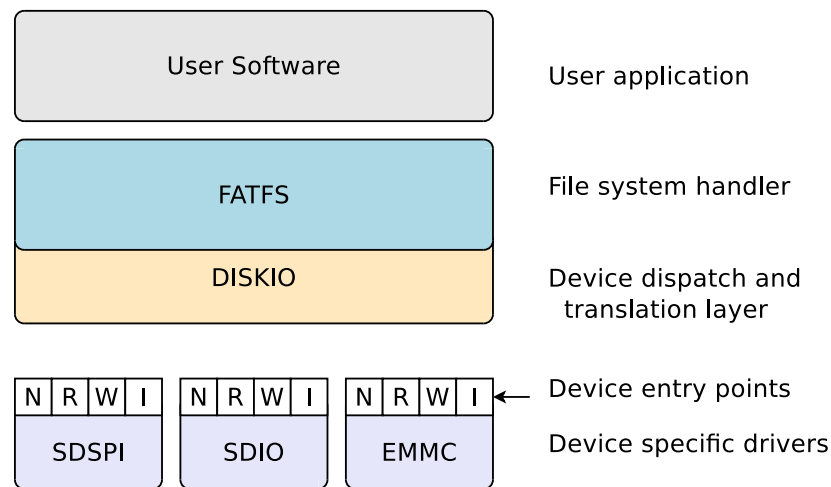 User Software
User application
FATFS
File system handler
DISKIO
Device dispatch and
translation layer
N R W I N R W I N R W I
Device entry points
SDSPI SDIO EMMC
Device specific drivers